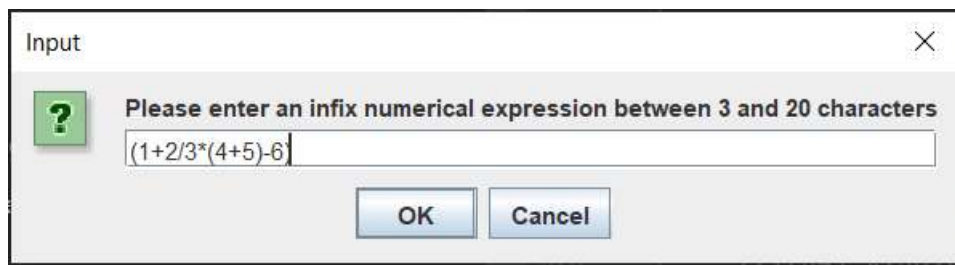 Input
Please enter an infix numerical expression between 3 and 20 characters
(1+2/3*(4+5)-6)
OK Cancel